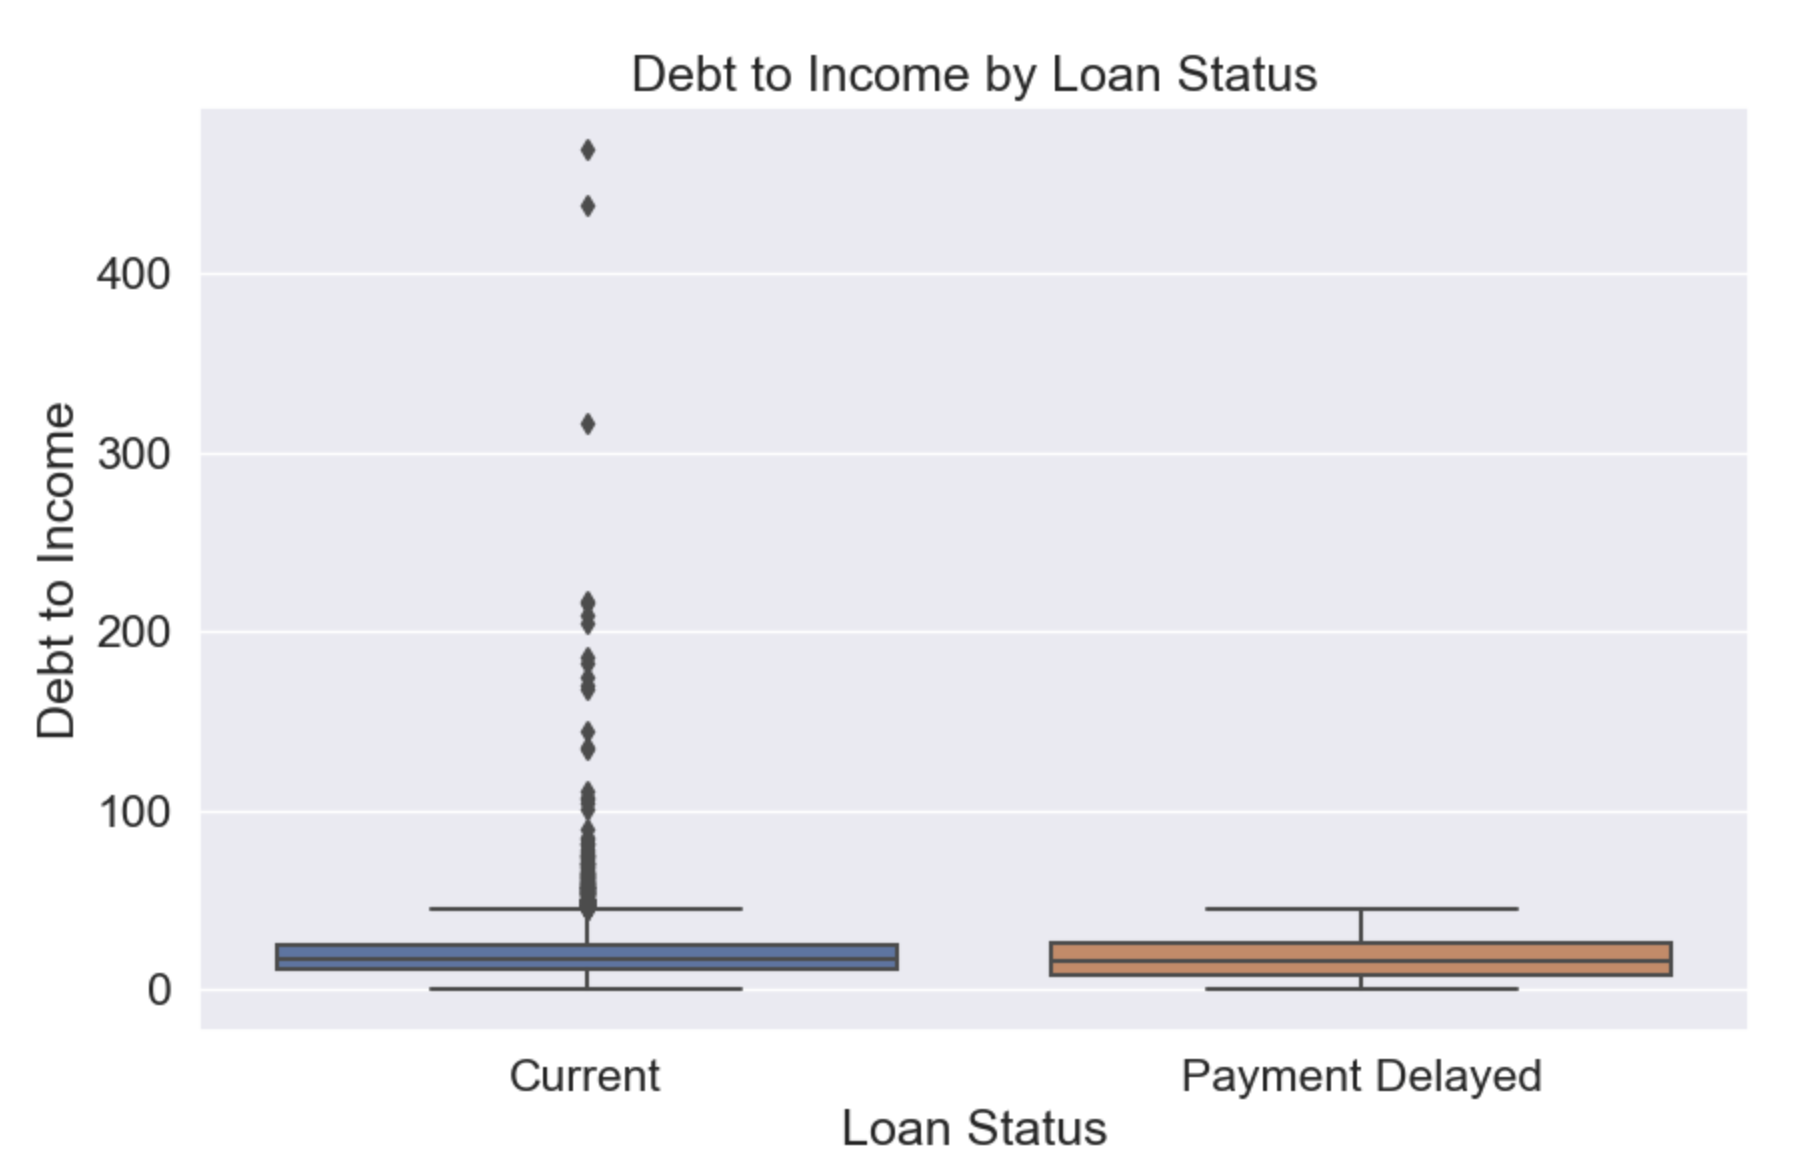 Debt to Income by Loan Status
Debt to Income
400
300
200
100
0
Current
Payment Delayed
Loan Status